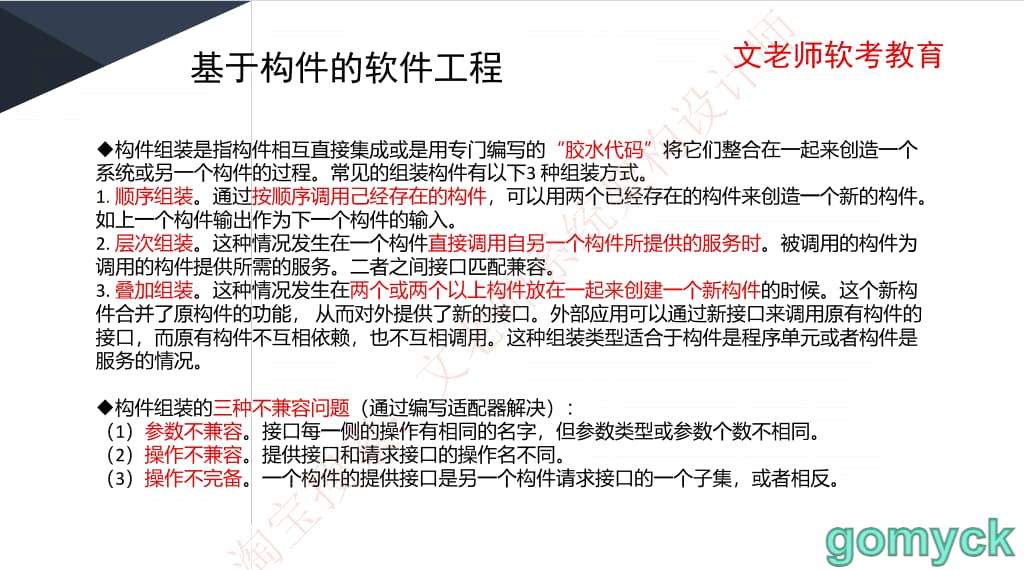 基于构件的软件工程
文老师软考教育
◆构件组装是指构件相互直接集成或是用专门编写的“胶水代码”将它们整合在一起来创造一个
系统或另一个构件的过程。常见的组装构件有以下3 种组装方式。
1. 顺序组装。通过按顺序调用己经存在的构件，可以用两个已经存在的构件来创造一个新的构件。
如上一个构件输出作为下一个构件的输入。
2. 层次组装。这种情况发生在一个构件直接调用自另一个构件所提供的服务时。被调用的构件为
调用的构件提供所需的服务。二者之间接口匹配兼容。
3. 叠加组装。这种情况发生在两个或两个以上构件放在一起来创建一个新构件的时候。这个新构
件合并了原构件的功能， 从而对外提供了新的接口。外部应用可以通过新接口来调用原有构件的
接口，而原有构件不互相依赖，也不互相调用。这种组装类型适合于构件是程序单元或者构件是
服务的情况。
◆构件组装的三种不兼容问题（通过编写适配器解决）：
（1）参数不兼容。接口每一侧的操作有相同的名字，但参数类型或参数个数不相同。
（2）操作不兼容。提供接口和请求接口的操作名不同。
（3）操作不完备。一个构件的提供接口是另一个构件请求接口的一个子集，或者相反。
gomyck